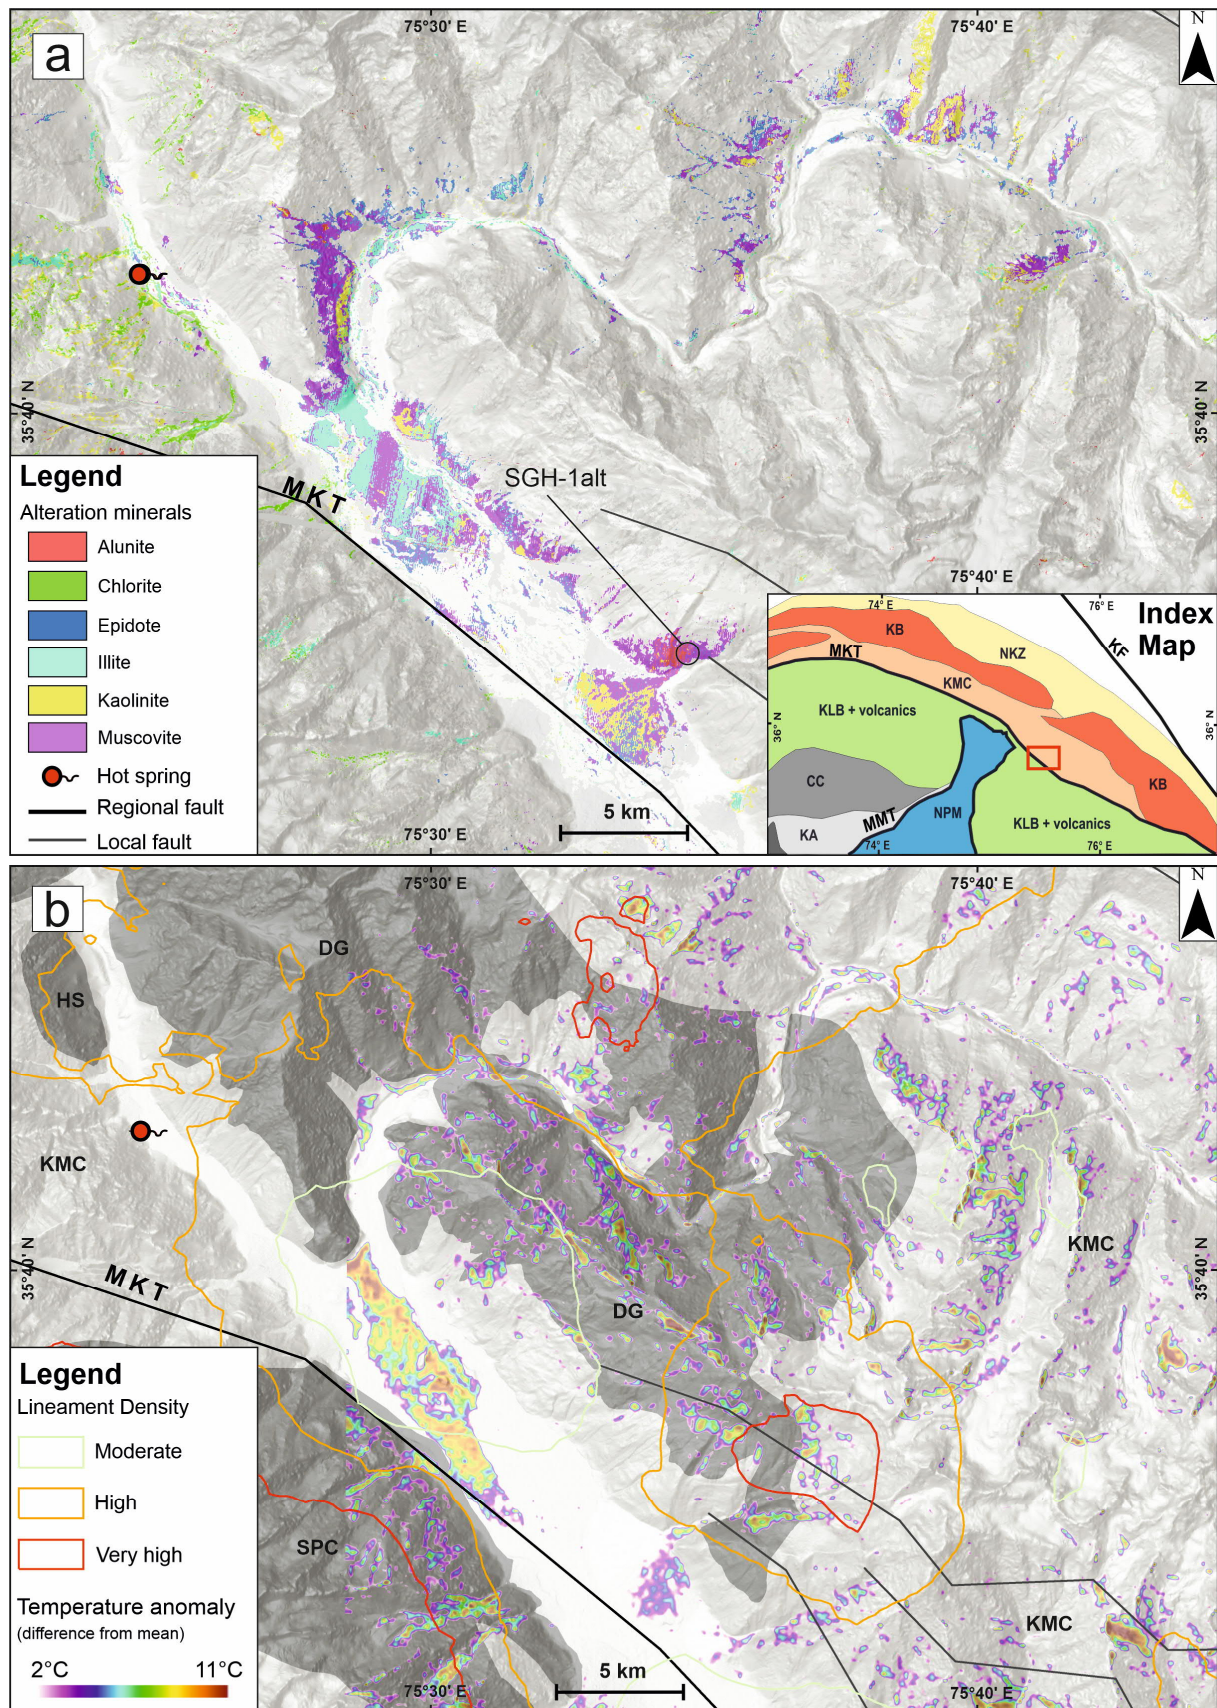 a
75°30' E
75°40' E
N
35°40' N
35°40' N
MKT
SGH-1alt
Legend
Alteration minerals
Alunite
Chlorite
Epidote
Illite
Kaolinite
Muscovite
Hot spring
Regional fault
Local fault
75°30' E
5 km
75°40' E
Index
Map
74° E
76° E
KB
NKZ
KF
MKT
KMC
KLB + volcanics
36° N
36° N
CC
KB
NPM
MMT
KLB + volcanics
KA
74° E
76° E
b
75°30' E
75°40' E
N
DG
HS
KMC
KMC
35°40' N
35°40' N
MKT
DG
Legend
Lineament Density
Moderate
High
Very high
Temperature anomaly
(difference from mean)
2°C
11°C
SPC
KMC
75°30' E
5 km
75°40' E